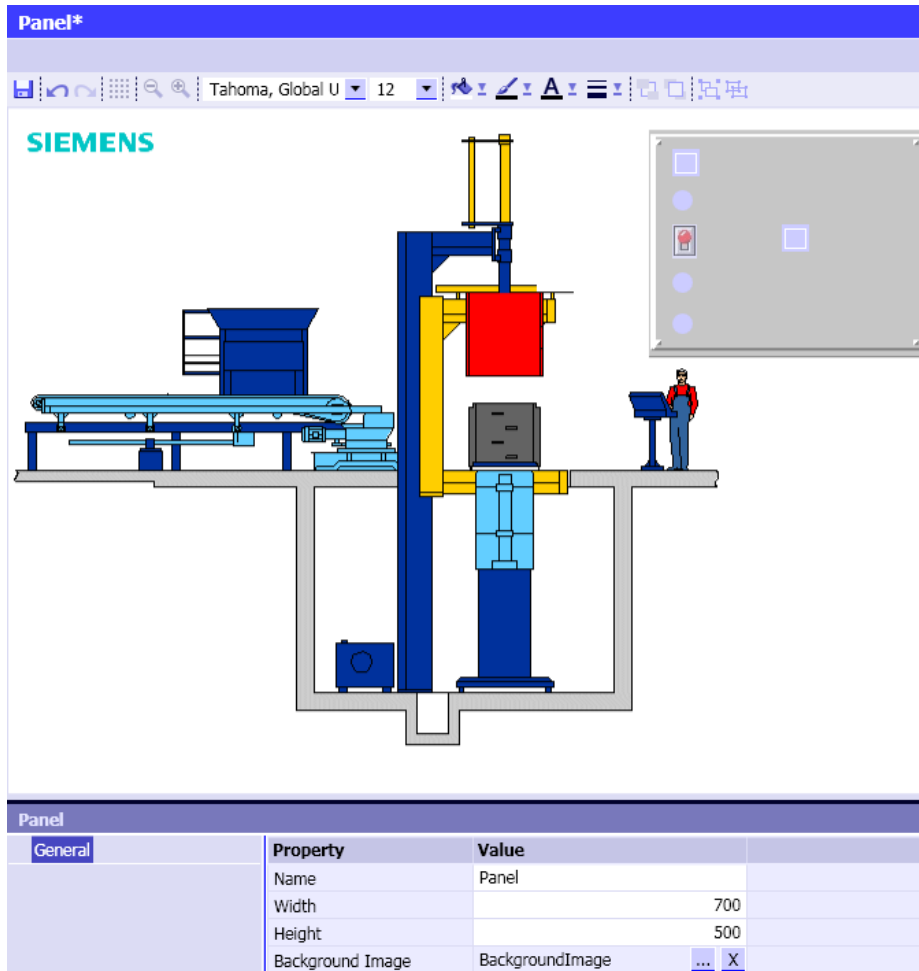 Panel*
Tahoma, Global U 12 A
SIEMENS
Panel
General
Property Value
Name Panel
Width 700
Height 500
Background Image BackgroundImage ... X